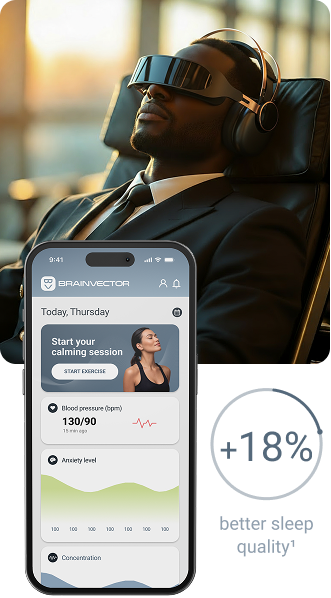 9:41
BRAINVECTOR
Today, Thursday
Start your
calming session
START EXERCISE
Blood pressure (bpm)
130/90
15 min ago
Anxiety level
100 100 100 100 100 100 100
Concentration
+18%
better sleep
quality¹